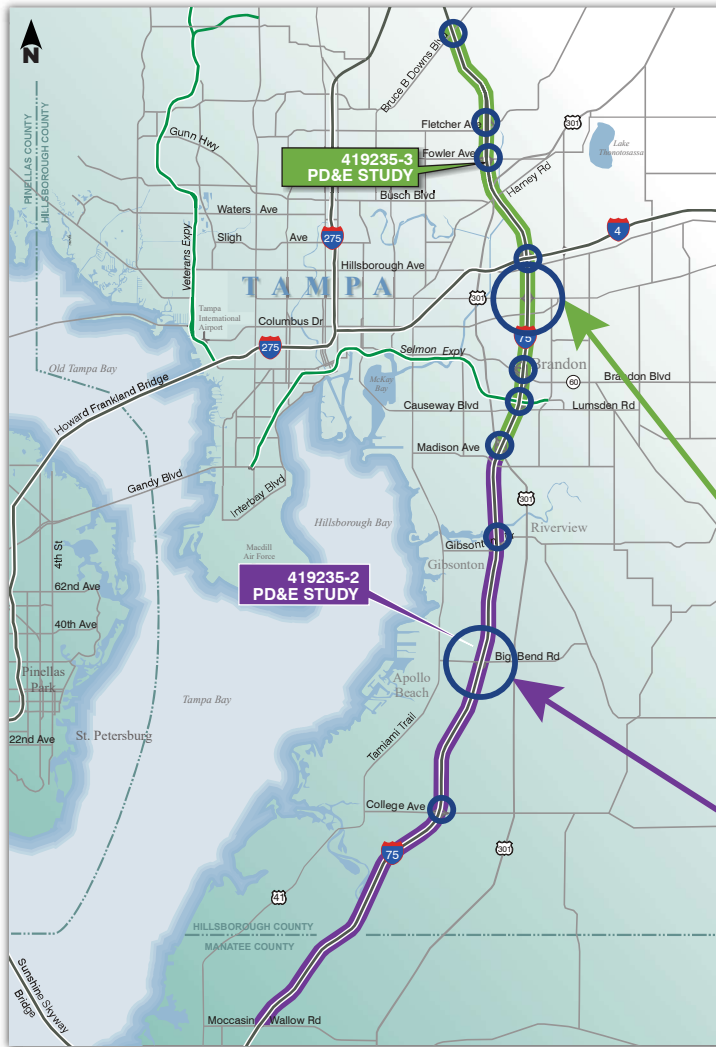 N
PINELLAS COUNTY
HILLSBOROUGH COUNTY
Bruce B Downs Blvd
Fletcher Ave
301
Lake
Thonotosassa
Gunn Hwy
419235-3
PD&E STUDY
Fowler Ave
Harney Rd
Busch Blvd
Waters Ave
4
Sligh Ave
275
Veterans Expy
Hillsborough Ave
TAMPA
301
Tampa
International
Airport
Columbus Dr
275
75
Selmon Expy
Old Tampa Bay
Brandon
McKay
Bay
60
Brandon Blvd
Howard Frankland Bridge
Causeway Blvd
Lumsden Rd
Madison Ave
Gandy Blvd
Interbay Blvd
301
Hillsborough Bay
Riverview
Gibsonton
Macdill
Air Force
Gibsonton
4th St
419235-2
PD&E STUDY
62nd Ave
40th Ave
Big Bend Rd
Pinellas
Park
Apollo
Beach
Tampa Bay
22nd Ave
St. Petersburg
Tamiami Trail
College Ave
75
301
41
HILLSBOROUGH COUNTY
MANATEE COUNTY
Sunshine Skyway
Bridge
Moccasin Wallow Rd